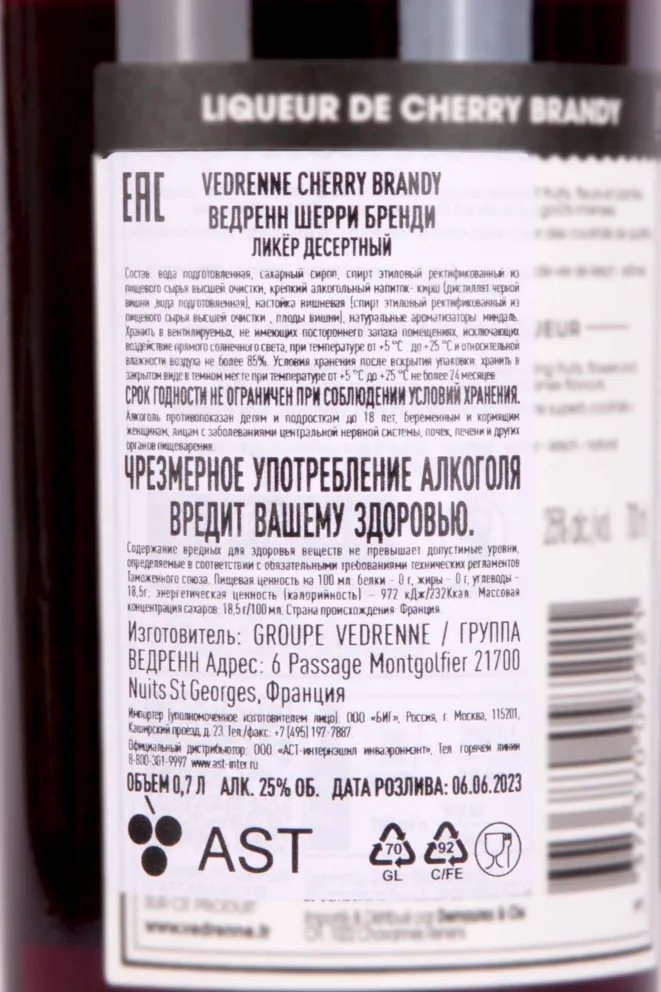 LIQUEUR DE CHERRY BRANDY
EAC
VEDRENNE CHERRY BRANDY
ВЕДРЕНН ШЕРРИ БРЕНДИ
ЛИКЁР ДЕСЕРТНЫЙ
Состав: вода подготовленная, сахарный сироп, спирт этиловый ректификованный из
пищевого сырья высшей очистки, крепкий алкогольный напиток- кирш (дистиллят черной
вишни ,вода подготовленная), настойка вишневая (спирт этиловый ректификованный из
пищевого сырья высшей очистки , плоды вишни), натуральные ароматизаторы: миндаль.
Хранить в вентилируемых, не имеющих постороннего запаха помещениях, исключающих
воздействие прямого солнечного света, при температуре от +5 °С до +25 °С и относительной
влажности воздуха не более 85%. Условия хранения после вскрытия упаковки: хранить в
закрытом виде в темном месте при температуре от +5 °С до +25 °С не более 24 месяцев.
СРОК ГОДНОСТИ НЕ ОГРАНИЧЕН ПРИ СОБЛЮДЕНИИ УСЛОВИЙ ХРАНЕНИЯ.
Алкоголь противопоказан детям и подросткам до 18 лет, беременным и кормящим
женщинам, лицам с заболеваниями центральной нервной системы, почек, печени и других
органов пищеварения.
ЧРЕЗМЕРНОЕ УПОТРЕБЛЕНИЕ АЛКОГОЛЯ
ВРЕДИТ ВАШЕМУ ЗДОРОВЬЮ.
Содержание вредных для здоровья веществ не превышает допустимые уровни,
определяемые в соответствии с обязательными требованиями технических регламентов
Таможенного союза. Пищевая ценность на 100 мл: белки - 0 г, жиры - 0 г, углеводы -
18,5г; энергетическая ценность (калорийность) - 972 кДж/232Ккал. Массовая
концентрация сахаров: 18,5г/100 мл. Страна происхождения: Франция.
Изготовитель: GROUPE VEDRENNE / ГРУППА
ВЕДРЕНН Адрес: 6 Passage Montgolfier 21700
Nuits St Georges, Франция
Импортер (уполномоченное изготовителем лицо): ООО «БИГ», Россия, г. Москва, 115201,
Каширский проезд, д. 23. Тел./факс: +7 (495) 197-7887.
Официальный дистрибьютор: ООО «АСТ-интернэшнл инваэронмэнт», Тел. горячей линии
8-800-301-9997 www.ast-inter.ru
ОБЪЕМ 0,7 Л АЛК. 25% ОБ. ДАТА РОЗЛИВА: 06.06.2023
AST
70
GL
92
C/FE
SUR CE PRODUIT
www.vedrenne.fr